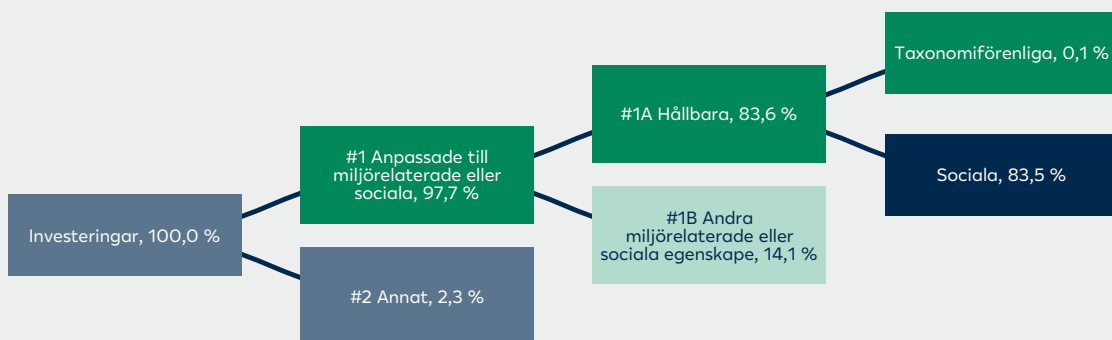 Investeringar, 100,0 %
#1 Anpassade till
miljörelaterade eller
sociala, 97,7 %
#2 Annat, 2,3 %
#1A Hållbara, 83,6 %
#1B Andra
miljörelaterade eller
sociala egenskape, 14,1 %
Taxonomiförenliga, 0,1 %
Sociala, 83,5 %